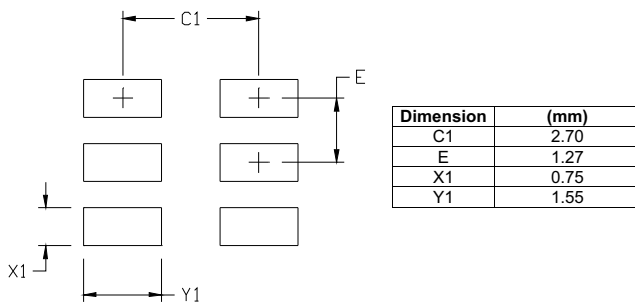 C1
E
X1
Y1
Dimension (mm)
C1 2.70
E 1.27
X1 0.75
Y1 1.55